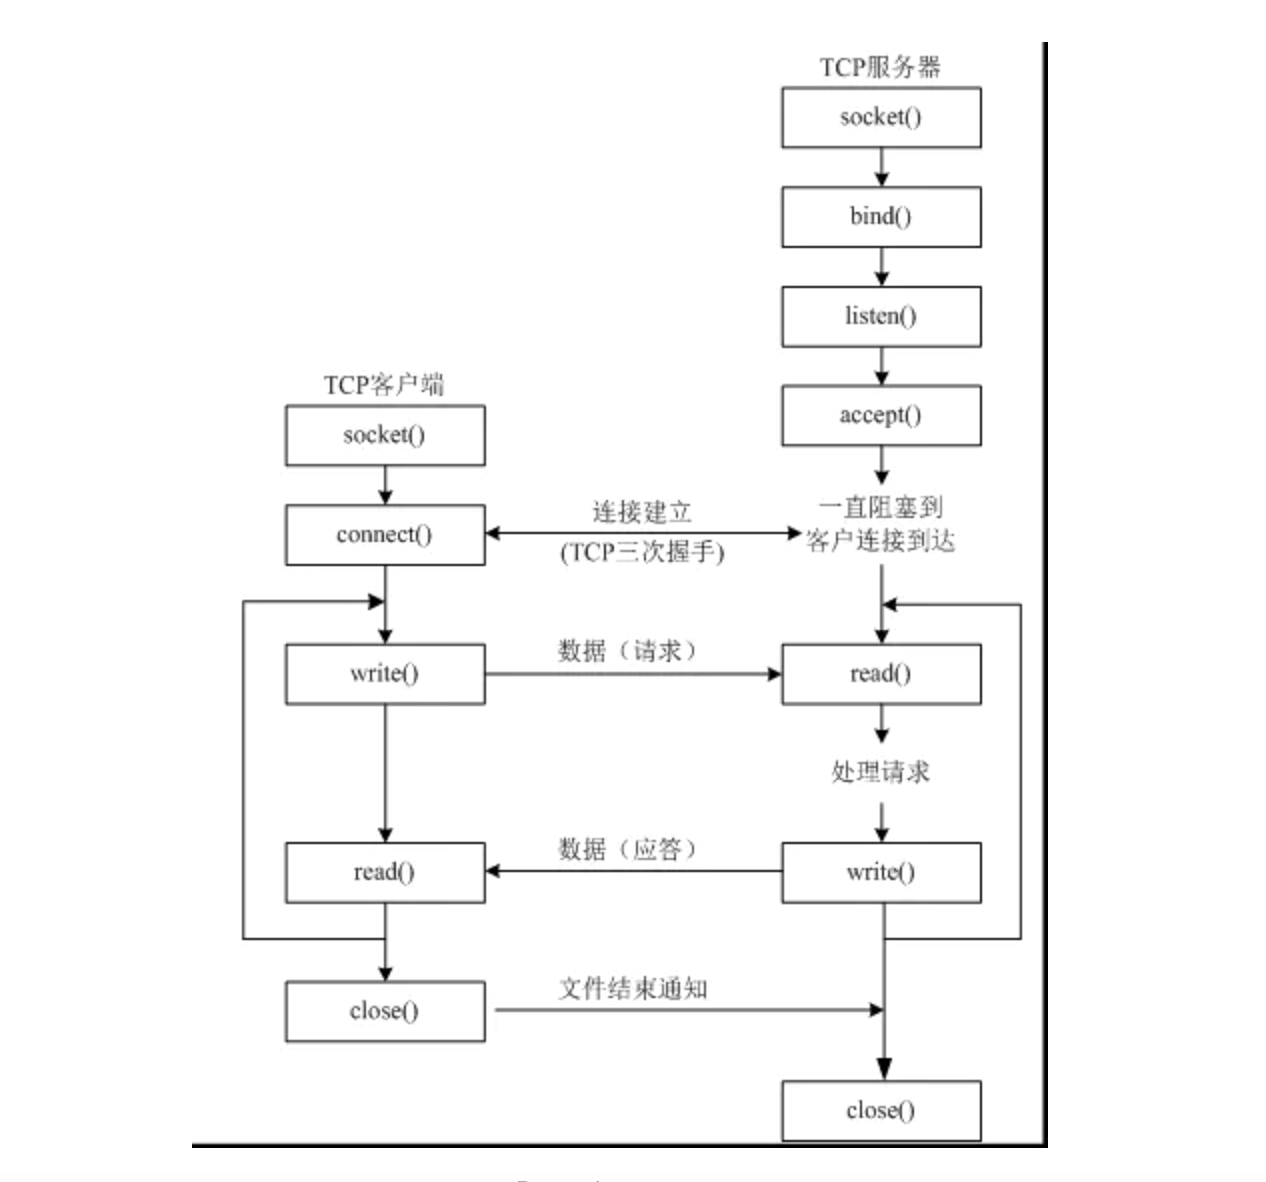 TCP服务器
socket()
bind()
listen()
accept()
TCP客户端
socket()
connect()
连接建立
(TCP三次握手)
一直阻塞到
客户连接到达
write()
数据（请求）
read()
处理请求
read()
数据（应答）
write()
close()
文件结束通知
close()